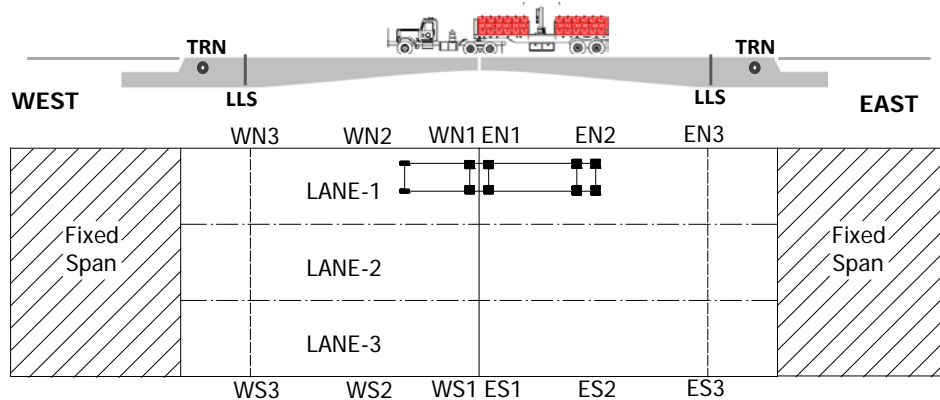 TRN TRN
LLS LLS
WEST EAST
WN3 WN2 WN1 EN1 EN2 EN3
LANE-1
Fixed
Span
LANE-2
Fixed
Span
LANE-3
WS3 WS2 WS1 ES1 ES2 ES3